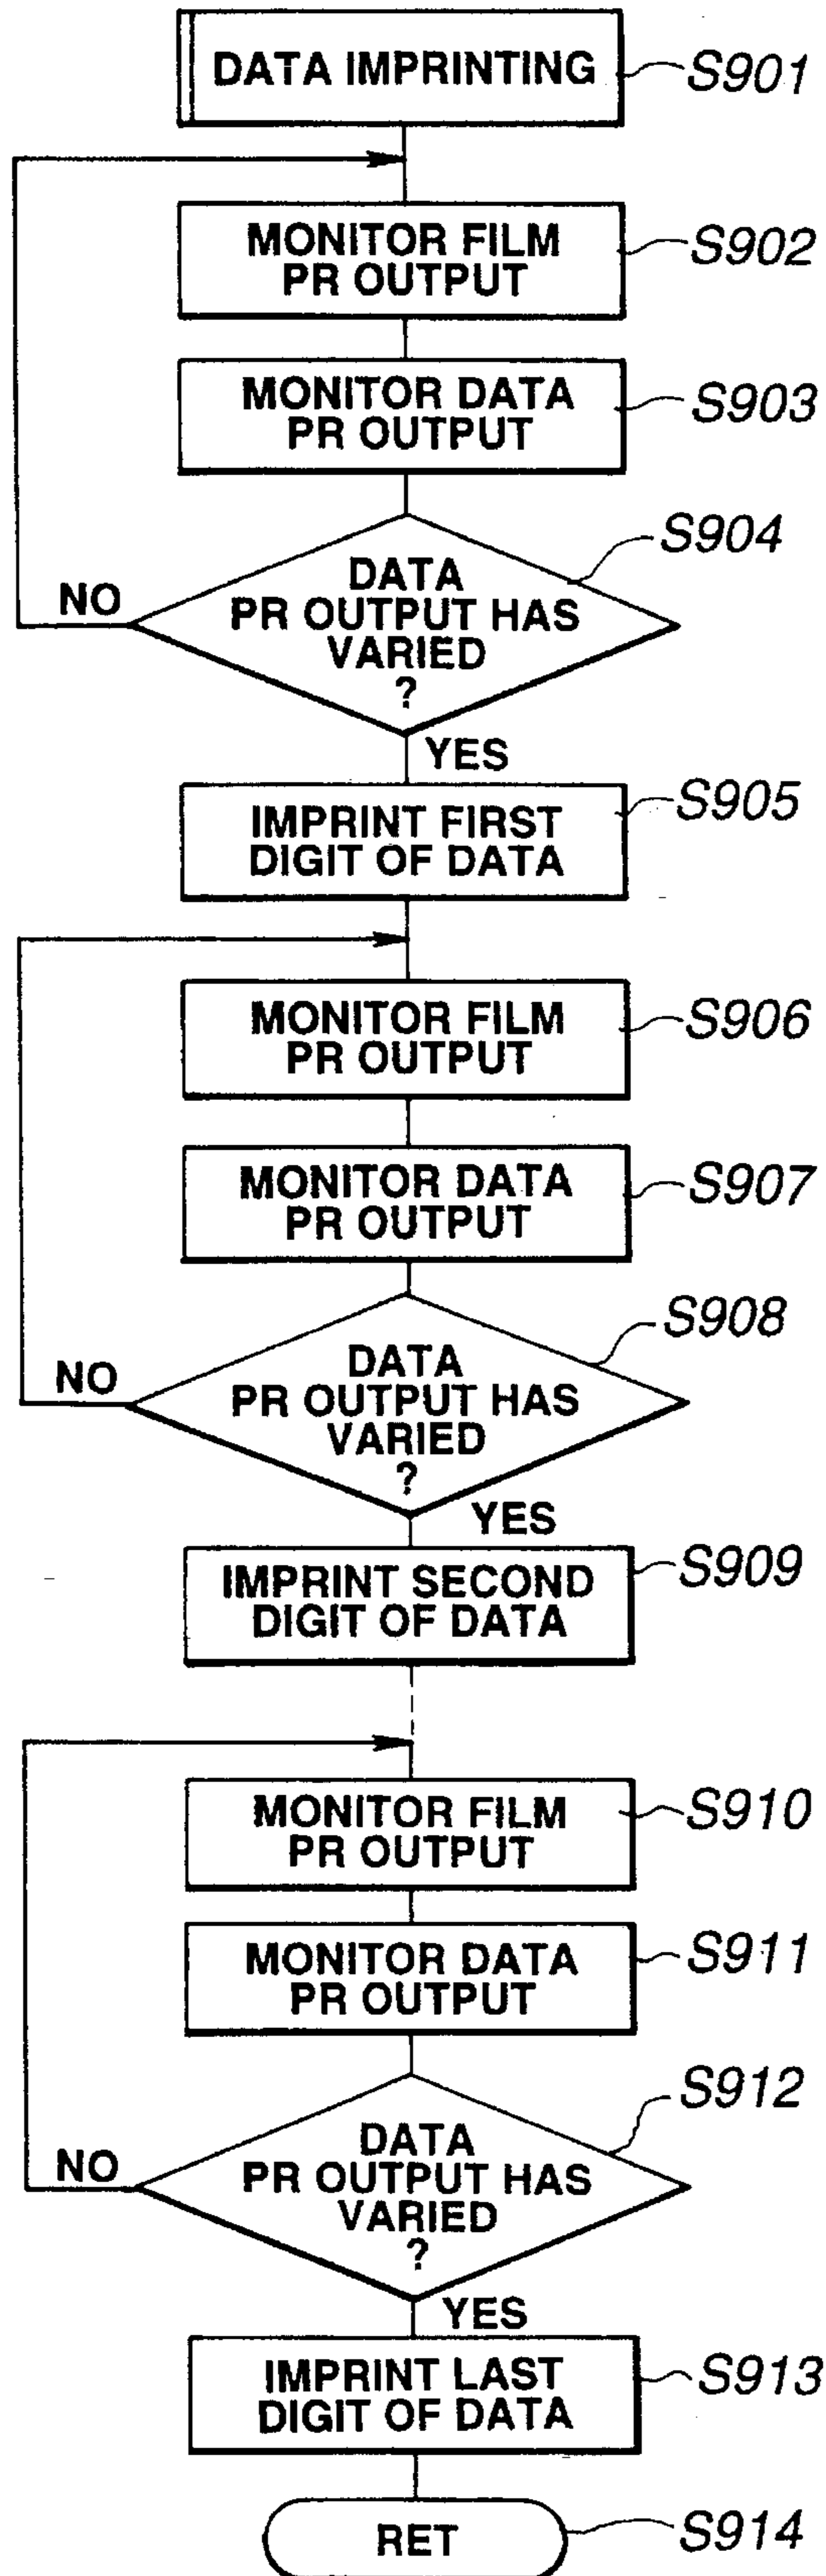 DATA IMPRINTING
S901
MONITOR FILM
PR OUTPUT
S902
MONITOR DATA
PR OUTPUT
S903
S904
DATA
PR OUTPUT HAS
VARIED
?
NO
YES
IMPRINT FIRST
DIGIT OF DATA
S905
MONITOR FILM
PR OUTPUT
S906
MONITOR DATA
PR OUTPUT
S907
S908
DATA
PR OUTPUT HAS
VARIED
?
NO
YES
IMPRINT SECOND
DIGIT OF DATA
S909
MONITOR FILM
PR OUTPUT
S910
MONITOR DATA
PR OUTPUT
S911
S912
DATA
PR OUTPUT HAS
VARIED
?
NO
YES
IMPRINT LAST
DIGIT OF DATA
S913
RET
S914